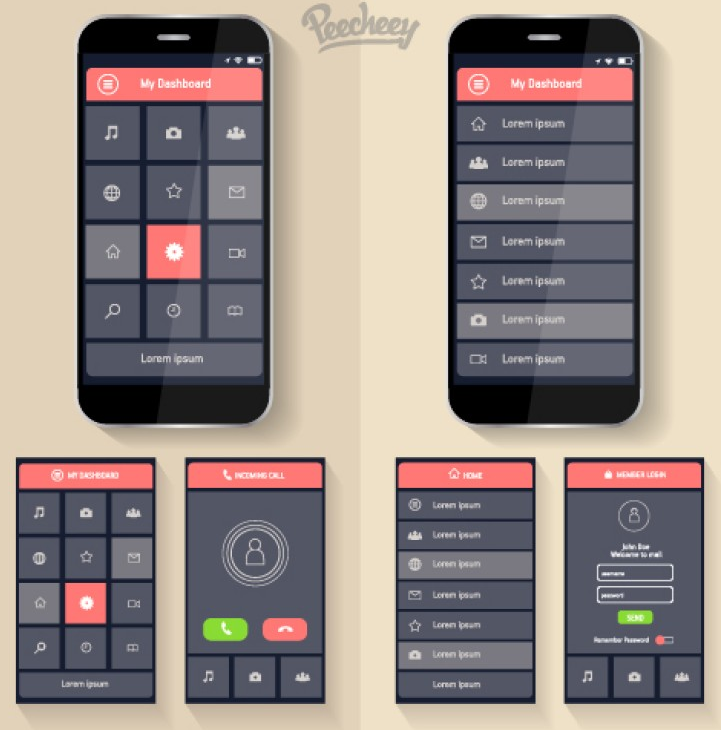 Peecheey
My Dashboard
Lorem ipsum
My Dashboard
Lorem ipsum
Lorem ipsum
Lorem ipsum
Lorem ipsum
Lorem ipsum
Lorem ipsum
Lorem ipsum
MY DASHBOARD
Lorem ipsum
INCOMING CALL
HOME
Lorem ipsum
Lorem ipsum
Lorem ipsum
Lorem ipsum
Lorem ipsum
Lorem ipsum
Lorem ipsum
MEMBER LOGIN
John Doe
Welcome to mail
username
password
SEND
Remember Password